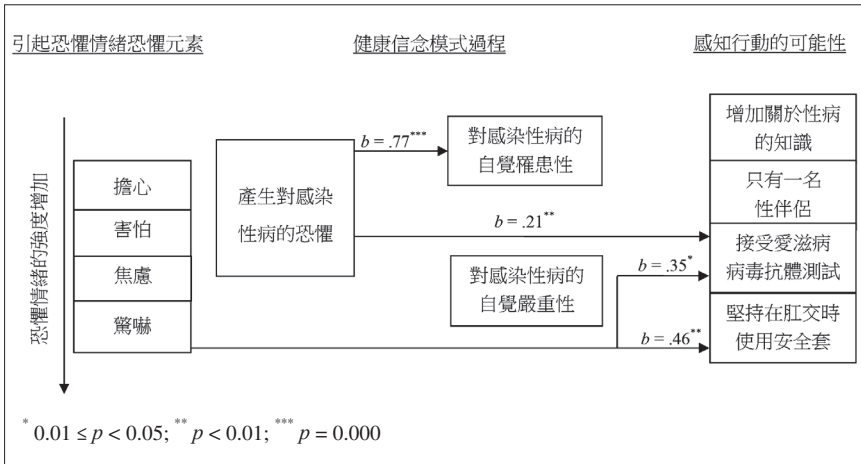 引起恐懼情緒恐懼元素
健康信念模式過程
感知行動的可能性
恐懼情緒的強度增加
擔心
害怕
焦慮
驚嚇
產生對感染
性病的恐懼
b = .77***
對感染性病的
自覺罹患性
b = .21**
對感染性病的
自覺嚴重性
b = .35*
b = .46**
增加關於性病
的知識
只有一名
性伴侶
接受愛滋病
病毒抗體測試
堅持在肛交時
使用安全套
* 0.01 ≤ p < 0.05; ** p < 0.01; *** p = 0.000